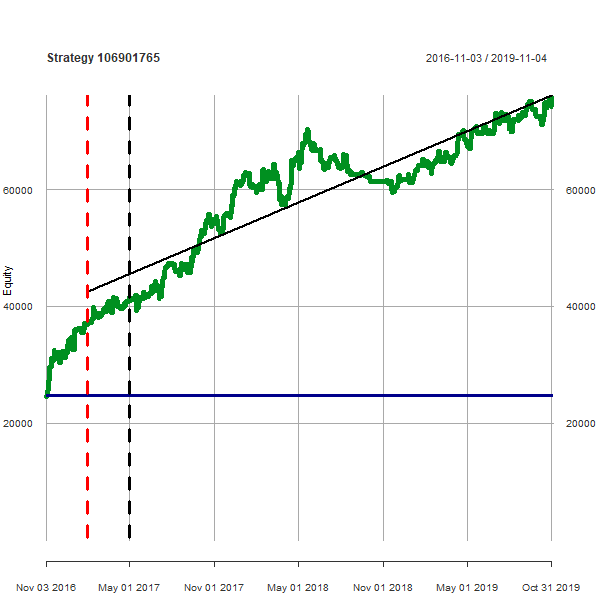 Strategy 106901765 2016-11-03 / 2019-11-04
60000 60000
Equity
40000 40000
20000 20000
Nov 03 2016 May 01 2017 Nov 01 2017 May 01 2018 Nov 01 2018 May 01 2019 Oct 31 2019